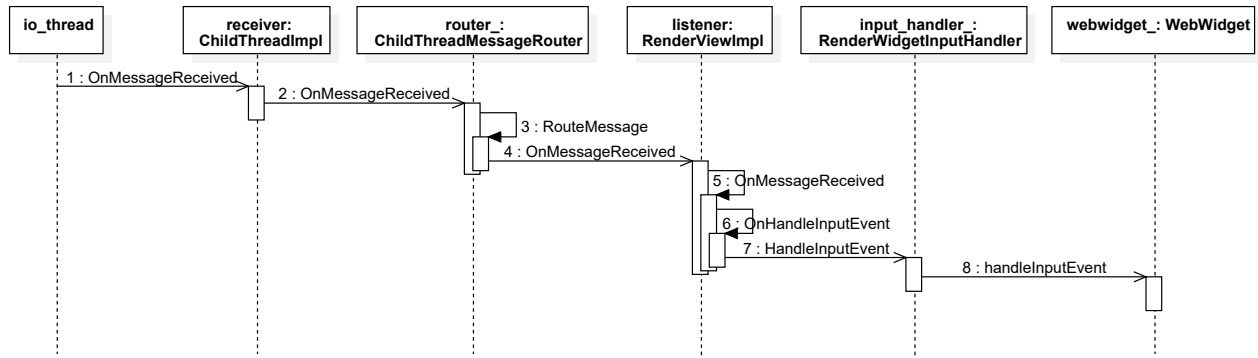 io_thread
receiver:
ChildThreadImpl
router_:
ChildThreadMessageRouter
listener:
RenderViewImpl
input_handler_:
RenderWidgetInputHandler
webwidget_: WebWidget
1 : OnMessageReceived
2 : OnMessageReceived
3 : RouteMessage
4 : OnMessageReceived
5 : OnMessageReceived
6 : OnHandleInputEvent
7 : HandleInputEvent
8 : handleInputEvent